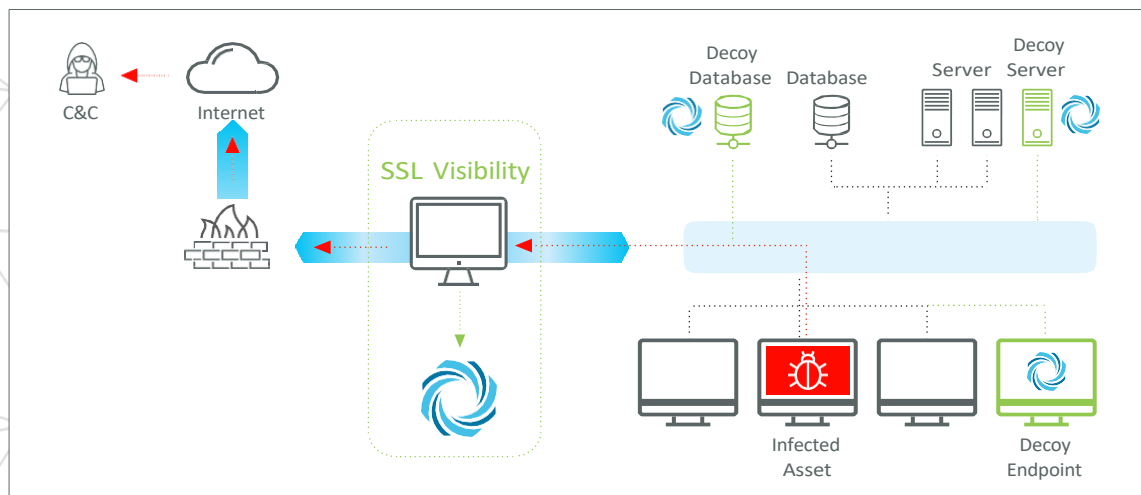 C&C
Internet
SSL Visibility
Decoy
Database
Database
Server
Decoy
Server
Infected
Asset
Decoy
Endpoint